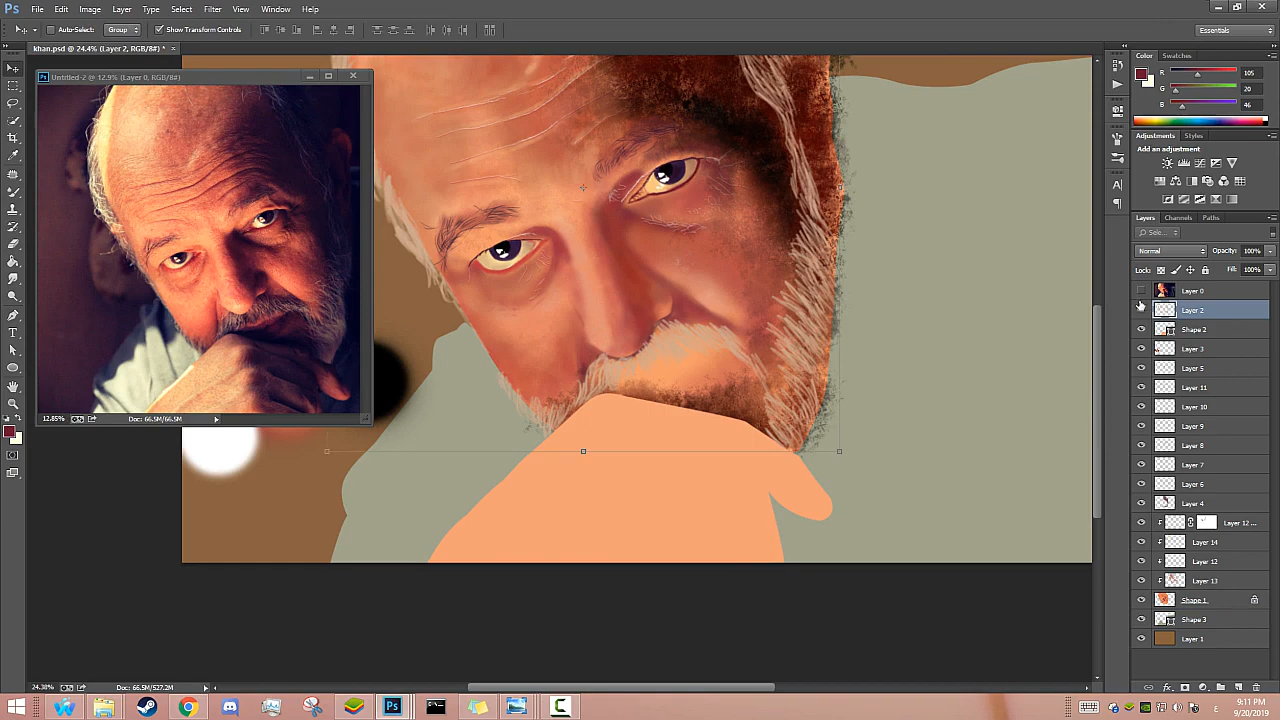 Ps File Edit Image Layer Type Select Filter View Window Help
Auto-Select: Group Show Transform Controls Essentials
khan.psd @ 24.4% (Layer 2, RGB/8#) *
Untitled-2 @ 12.9% (Layer 0, RGB/8#)
12.85% Doc: 66.5M/66.5M
Color Swatches
R 105
G 20
B 46
Adjustments Styles
Add an adjustment
Layers Channels Paths
Normal Opacity: 100%
Lock: Fill: 100%
Layer 0
Layer 2
Shape 2
Layer 3
Layer 5
Layer 11
Layer 10
Layer 9
Layer 8
Layer 7
Layer 6
Layer 4
Layer 12 ...
Layer 14
Layer 12
Layer 13
Shape 1
Shape 3
Layer 1
24.38% Doc: 66.5M/527.2M
9:11 PM
9/20/2019